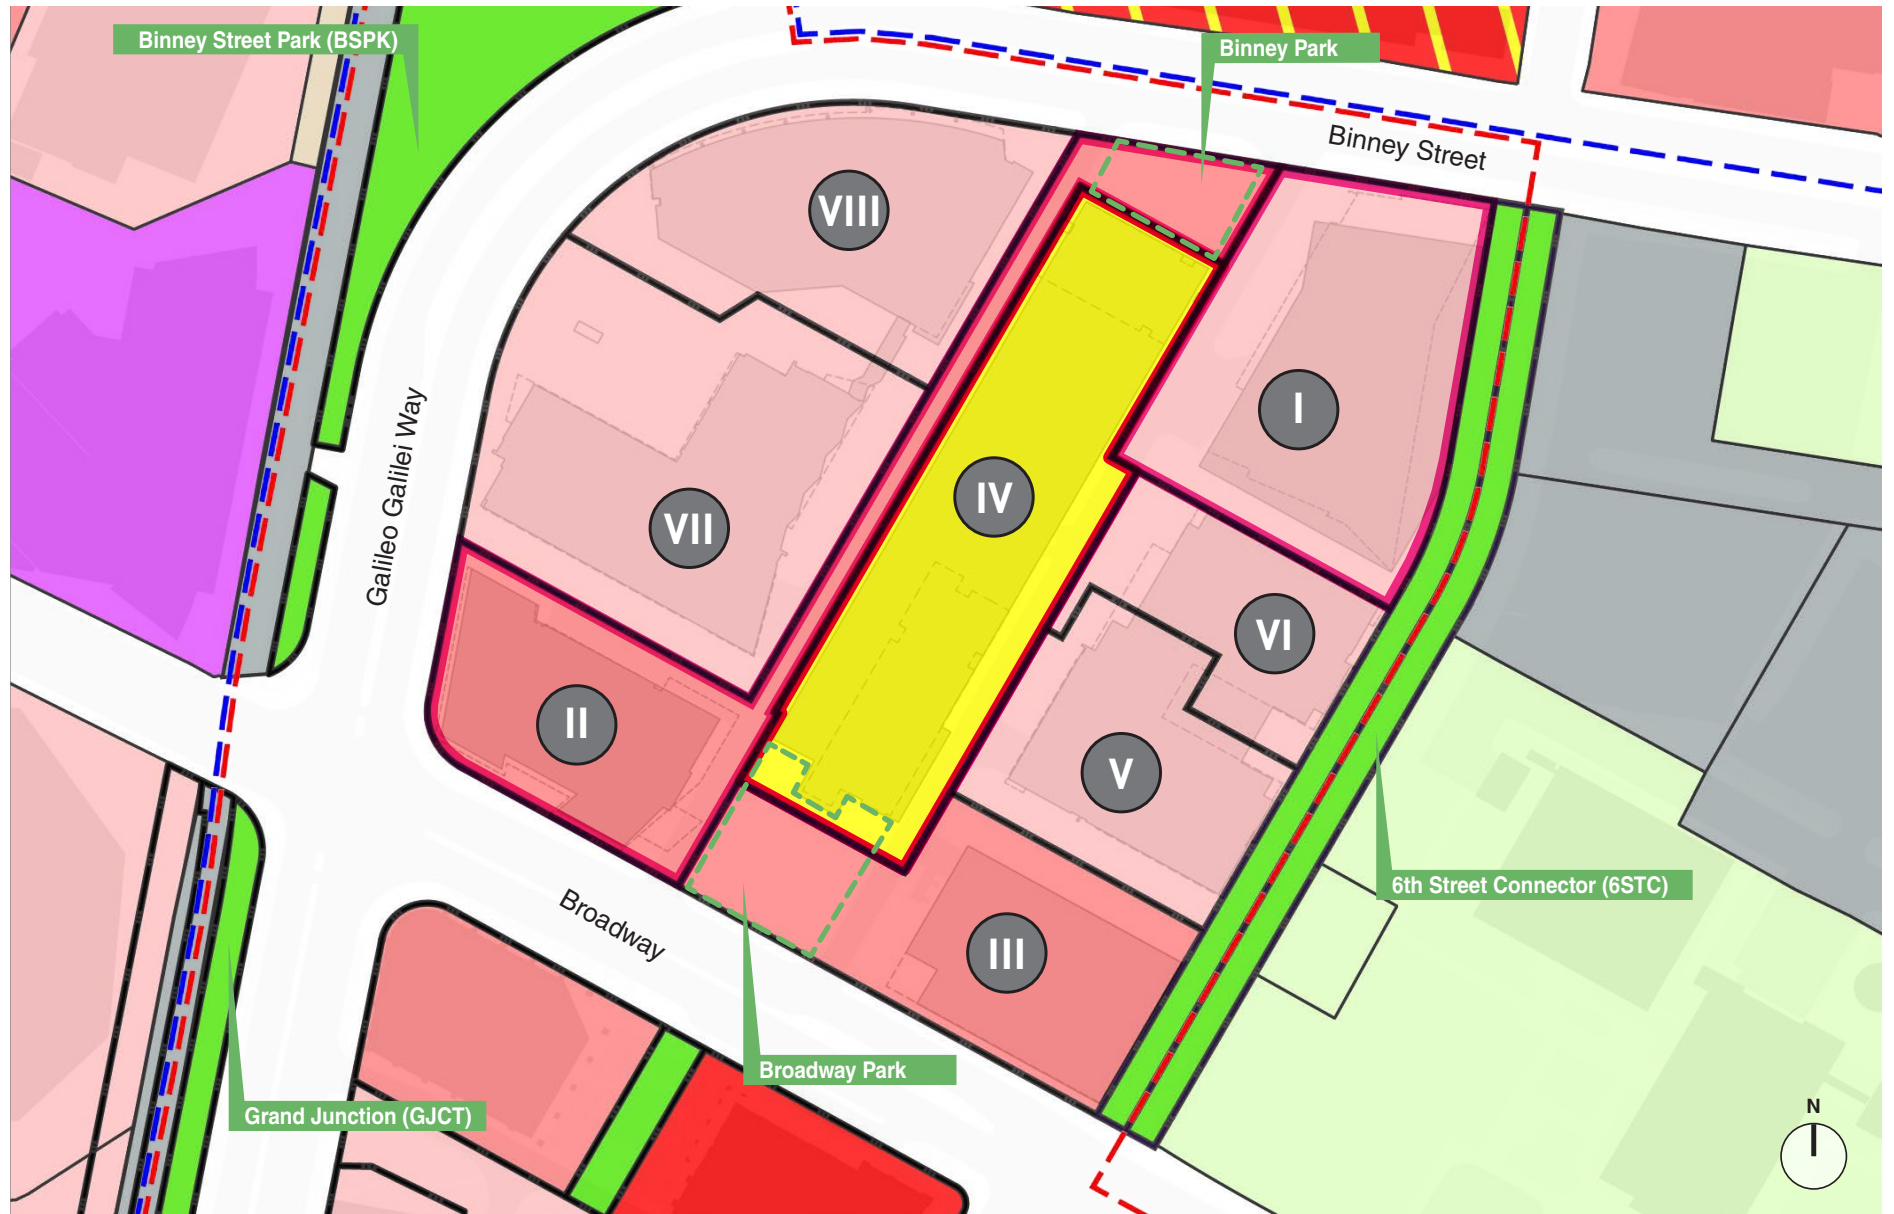 Binney Street Park (BSPK)
Binney Park
Binney Street
VIII
I
Galileo Galilei Way
IV
VII
VI
II
V
6th Street Connector (6STC)
Broadway
III
Broadway Park
Grand Junction (GJCT)
N